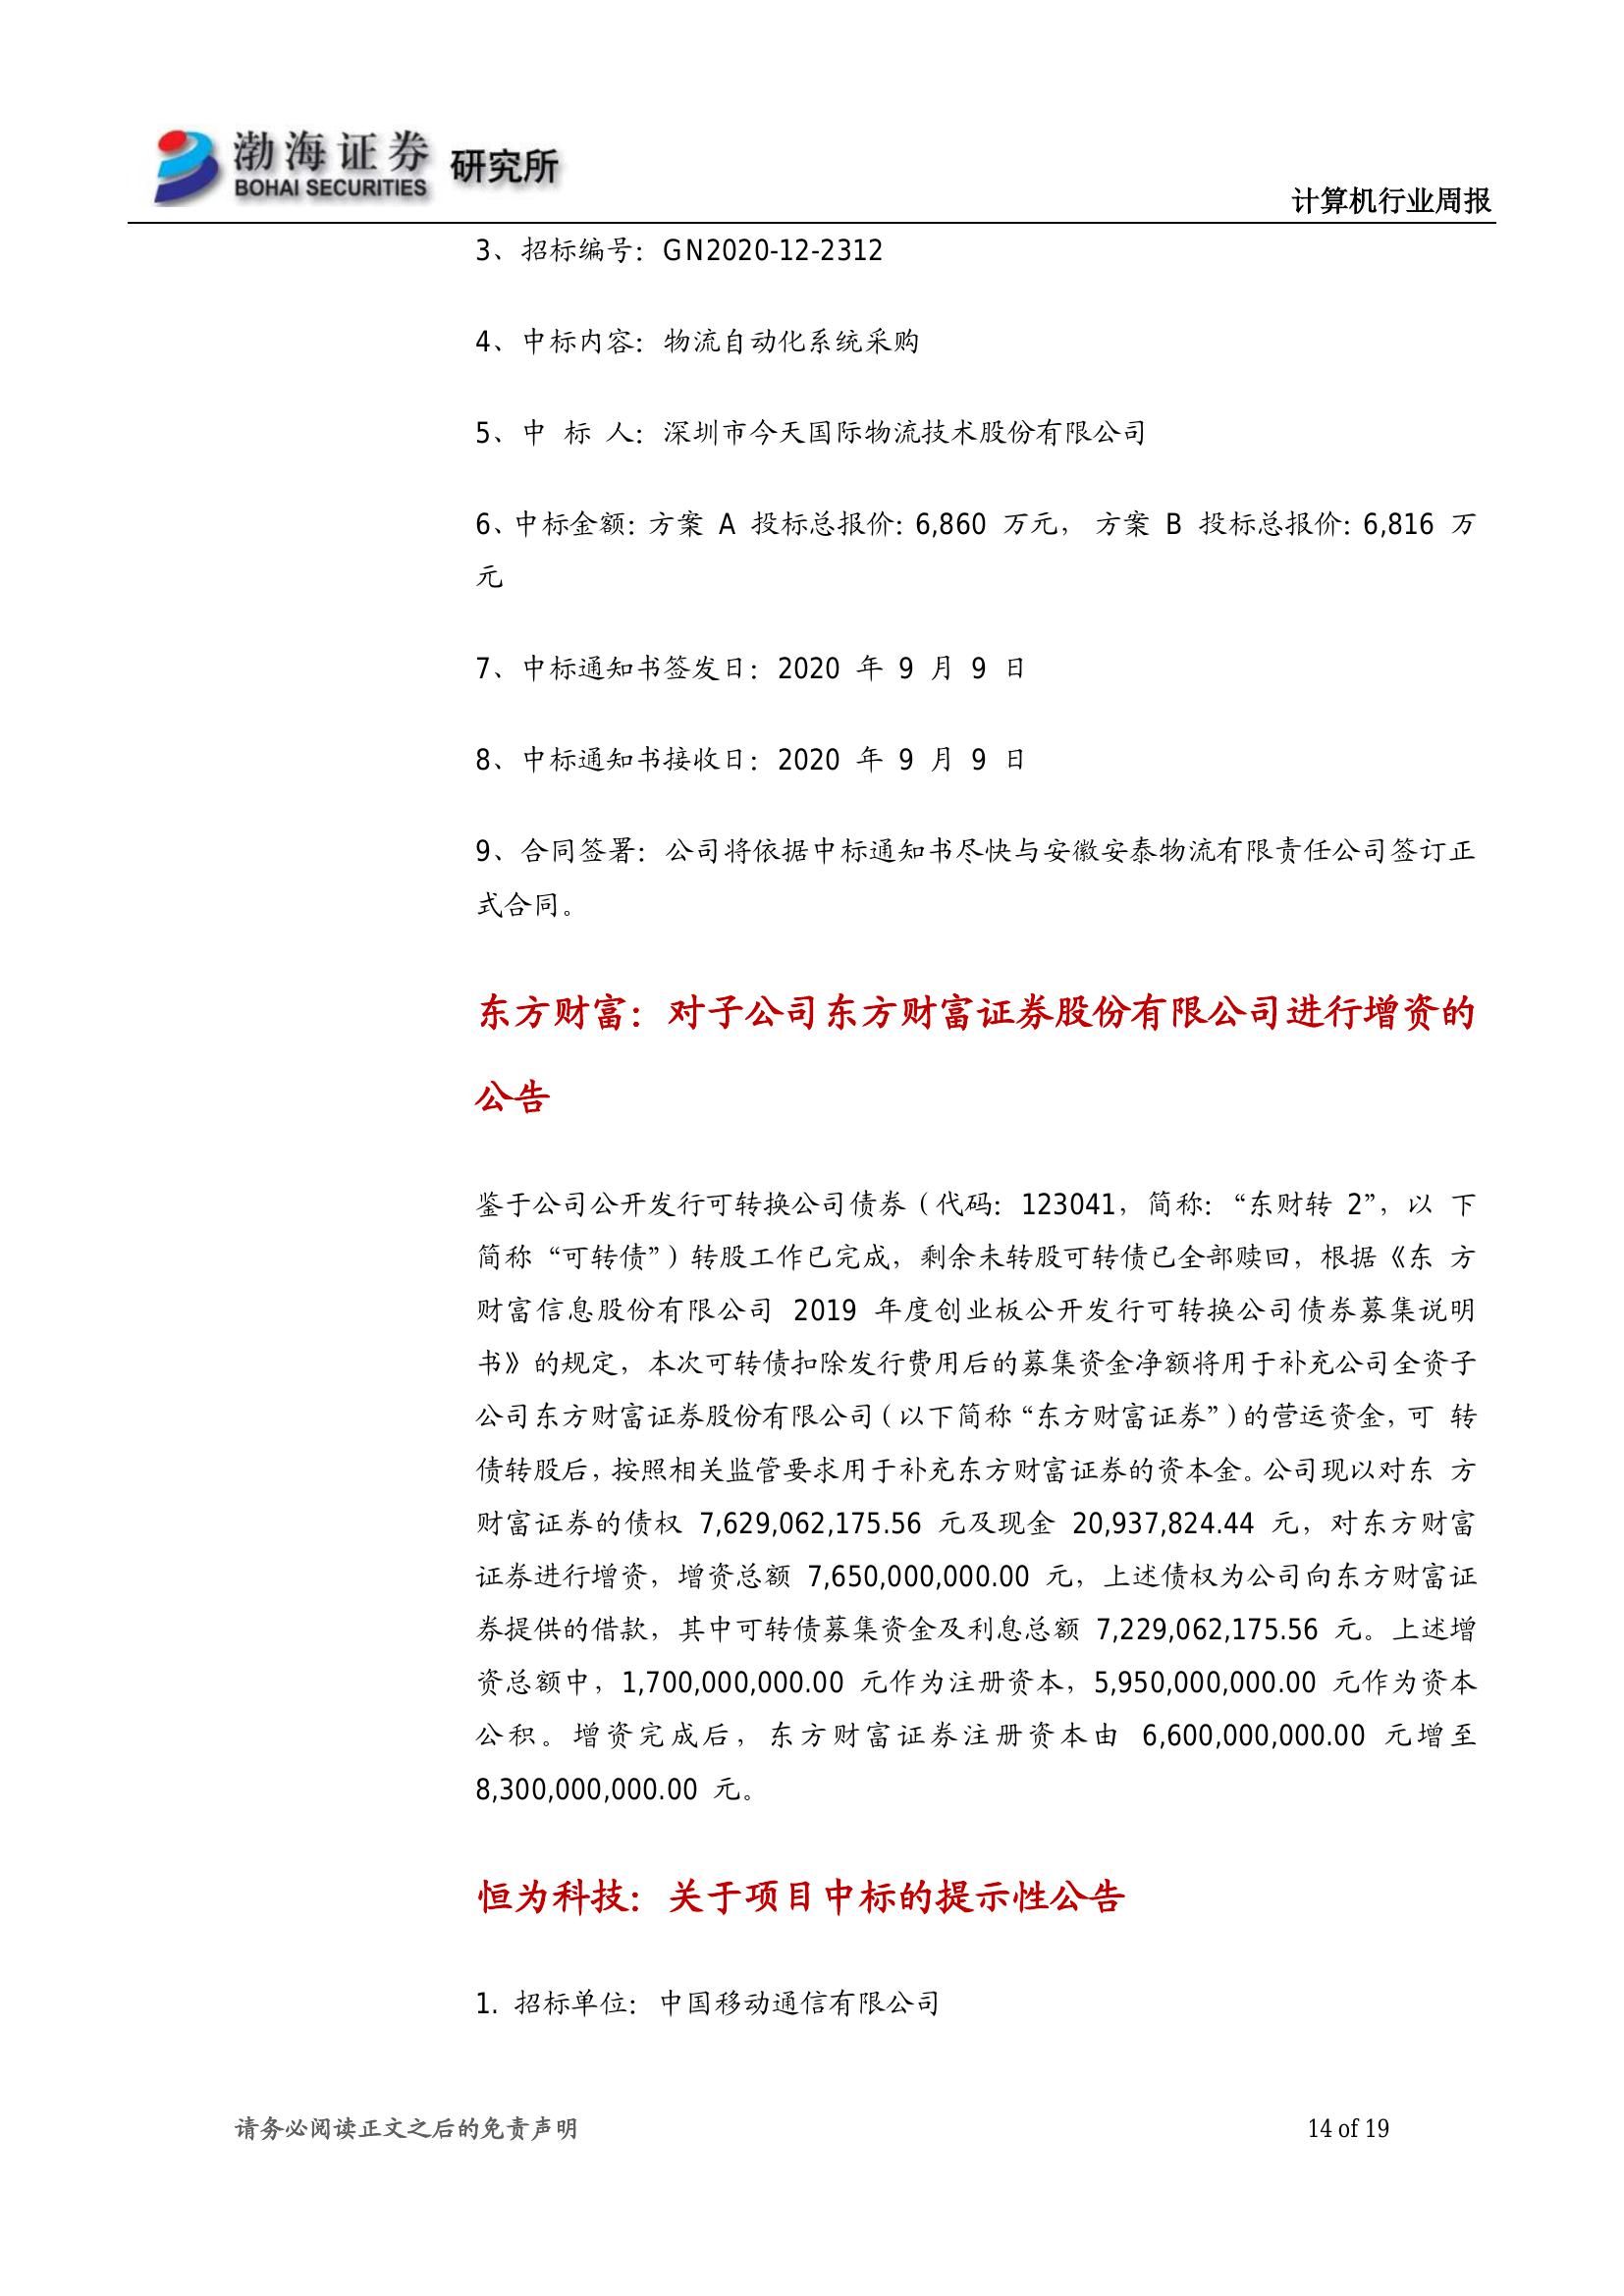 渤海证券 研究所
BOHAI SECURITIES
计算机行业周报
3、招标编号：GN2020-12-2312
4、中标内容：物流自动化系统采购
5、中 标 人：深圳市今天国际物流技术股份有限公司
6、中标金额：方案 A 投标总报价：6,860 万元， 方案 B 投标总报价：6,816 万
元
7、中标通知书签发日：2020 年 9 月 9 日
8、中标通知书接收日：2020 年 9 月 9 日
9、合同签署：公司将依据中标通知书尽快与安徽安泰物流有限责任公司签订正
式合同。
东方财富：对子公司东方财富证券股份有限公司进行增资的
公告
鉴于公司公开发行可转换公司债券（代码：123041，简称：“东财转 2”，以 下
简称“可转债”）转股工作已完成，剩余未转股可转债已全部赎回，根据《东 方
财富信息股份有限公司 2019 年度创业板公开发行可转换公司债券募集说明
书》的规定，本次可转债扣除发行费用后的募集资金净额将用于补充公司全资子
公司东方财富证券股份有限公司（以下简称“东方财富证券”）的营运资金，可 转
债转股后，按照相关监管要求用于补充东方财富证券的资本金。公司现以对东 方
财富证券的债权 7,629,062,175.56 元及现金 20,937,824.44 元，对东方财富
证券进行增资，增资总额 7,650,000,000.00 元，上述债权为公司向东方财富证
券提供的借款，其中可转债募集资金及利息总额 7,229,062,175.56 元。上述增
资总额中，1,700,000,000.00 元作为注册资本，5,950,000,000.00 元作为资本
公积。增资完成后，东方财富证券注册资本由 6,600,000,000.00 元增至
8,300,000,000.00 元。
恒为科技：关于项目中标的提示性公告
1. 招标单位：中国移动通信有限公司
请务必阅读正文之后的免责声明
14 of 19